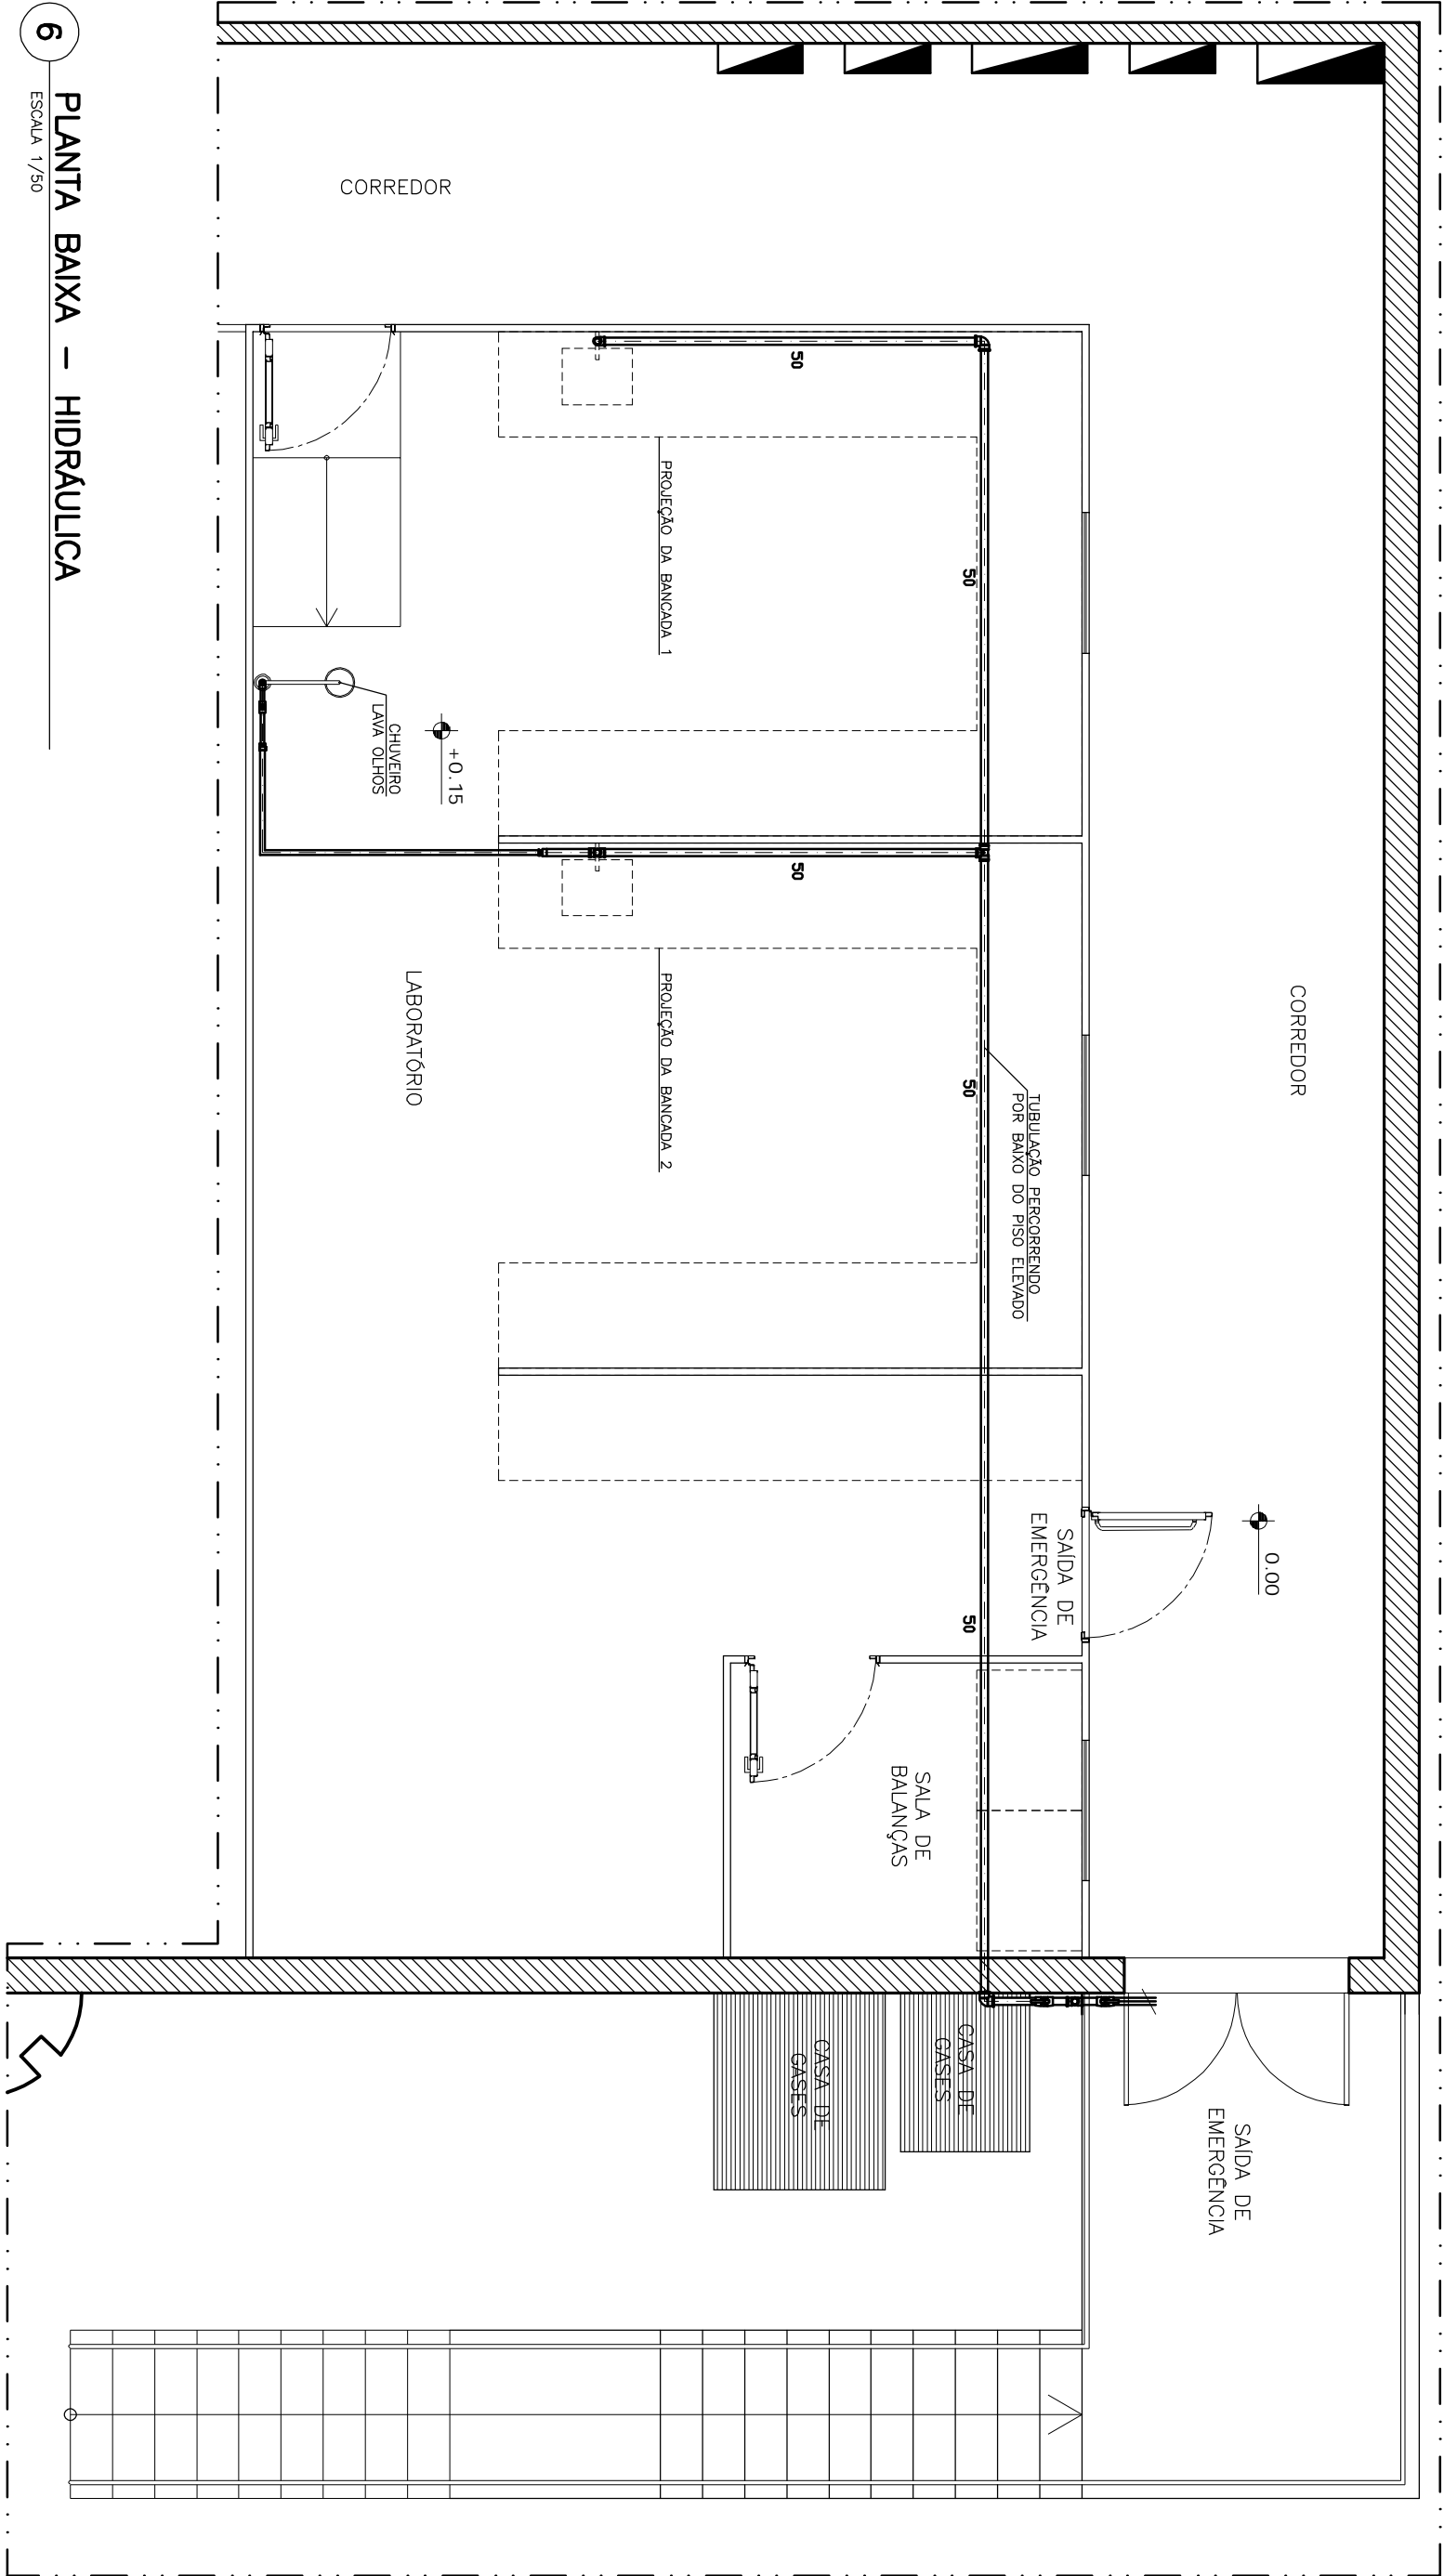 6
PLANTA BAIXA - HIDRÁULICA
ESCALA 1/50
CORREDOR
CORREDOR
0.00
SAÍDA DE
EMERGÊNCIA
SAÍDA DE
EMERGÊNCIA
TUBULAÇÃO PERCORRENDO
POR BAIXO DO PISO ELEVADO
50
50
50
50
50
PROJEÇÃO DA BANCADA 1
PROJEÇÃO DA BANCADA 2
SALA DE
BALANÇAS
CASA DE
GASES
CASA DE
GASES
+0.15
CHUVEIRO
LAVA OLHOS
LABORATÓRIO